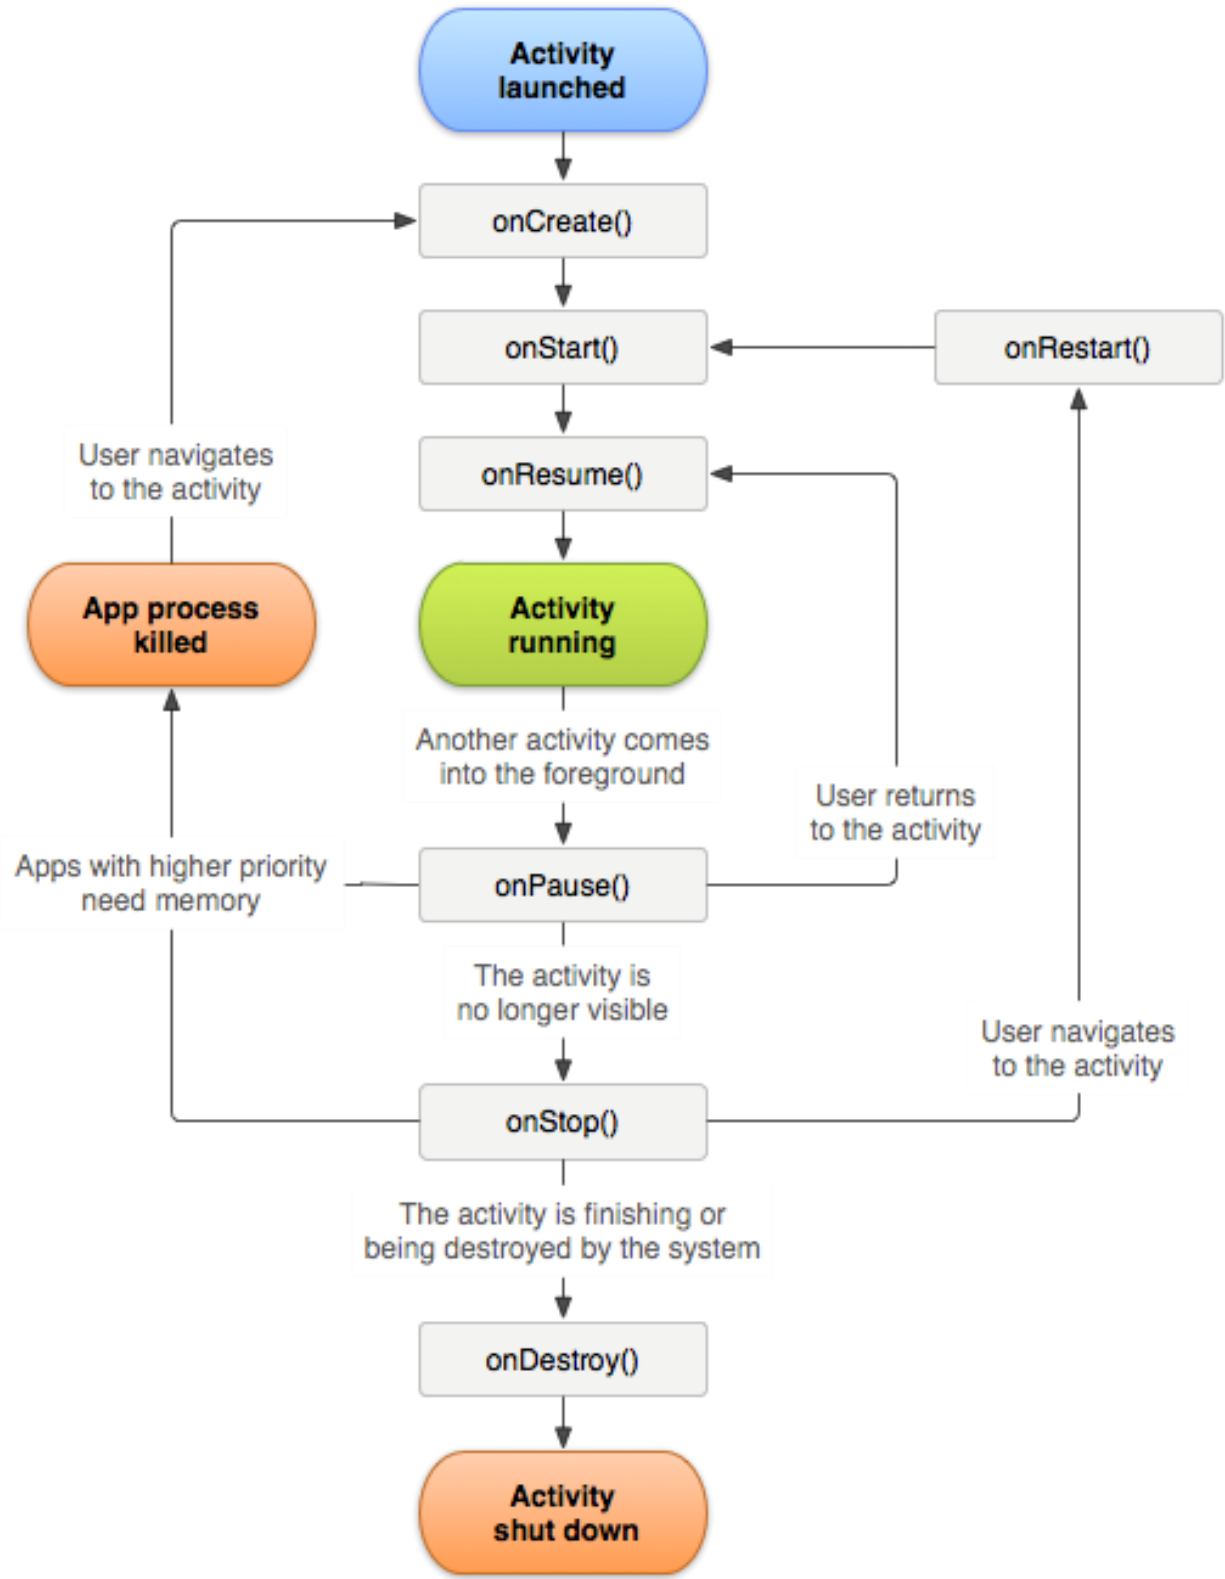 Activity
launched
onCreate()
onStart()
onRestart()
User navigates
to the activity
onResume()
App process
killed
Activity
running
Another activity comes
into the foreground
User returns
to the activity
Apps with higher priority
need memory
onPause()
The activity is
no longer visible
User navigates
to the activity
onStop()
The activity is finishing or
being destroyed by the system
onDestroy()
Activity
shut down